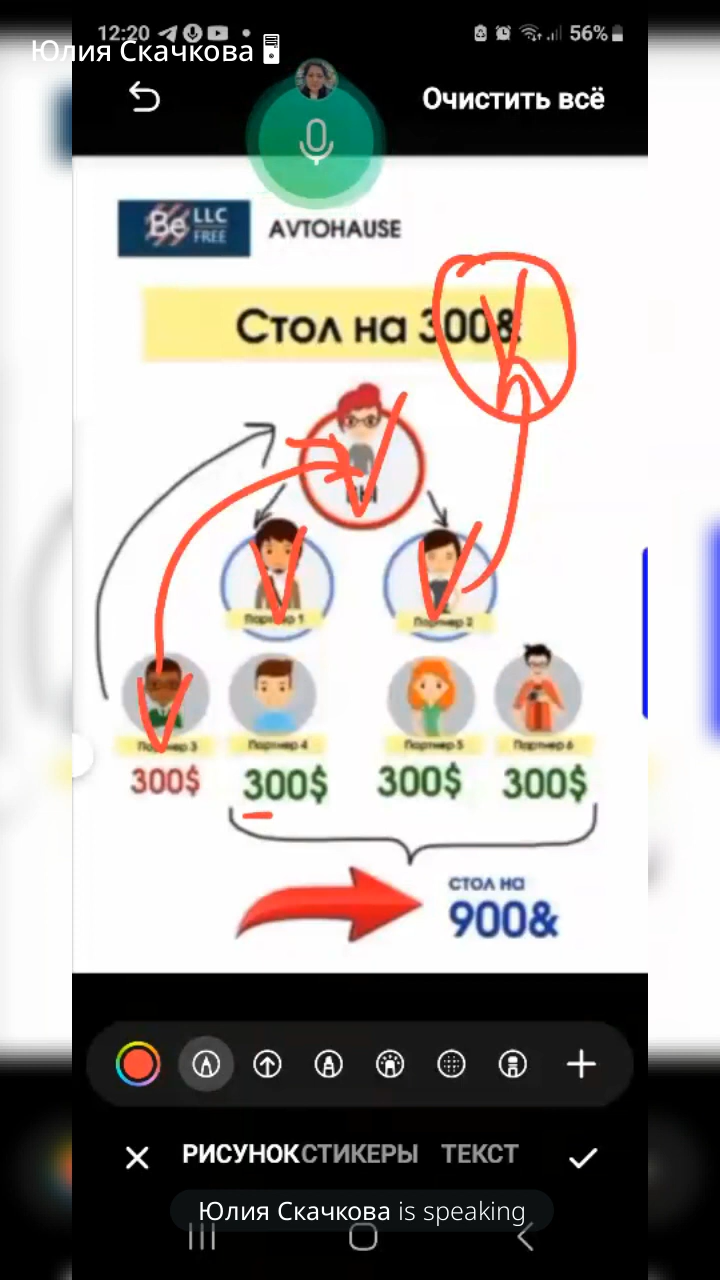 12:20
56%
Юлия Скачкова
Очистить всё
Be LLC FREE
AVTOHAUSE
Стол на 300&
Партнер 1
Партнер 2
Партнер 3
Партнер 4
Партнер 5
Партнер 6
300$
300$
300$
300$
СТОЛ НА
900&
РИСУНОК
СТИКЕРЫ
ТЕКСТ
Юлия Скачкова is speaking